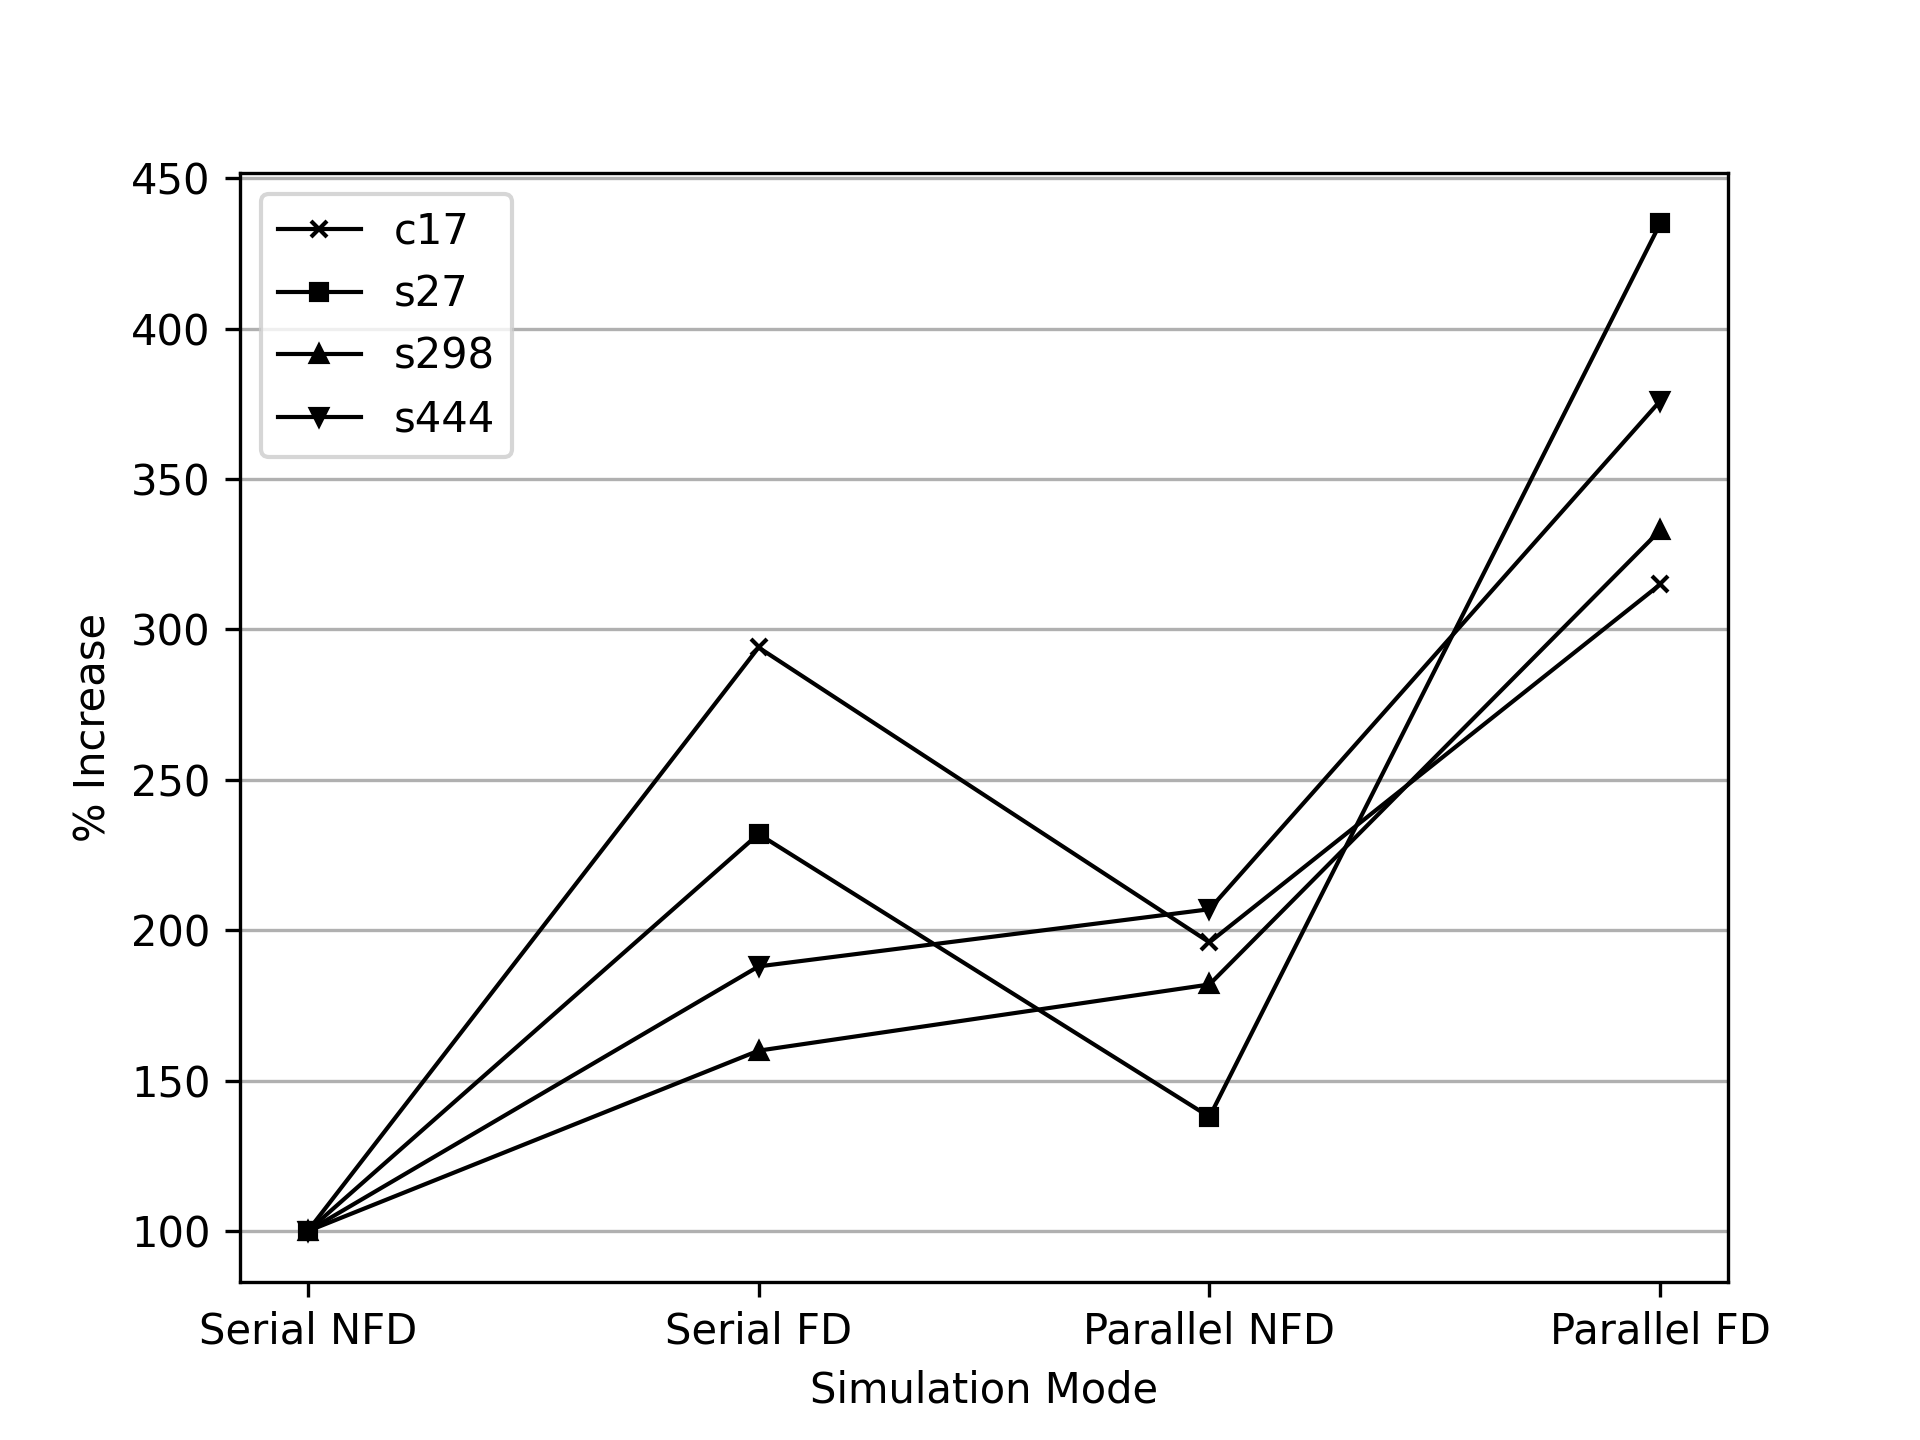 450
400
350
300
250
200
150
100
% Increase
c17
s27
s298
s444
Serial NFD
Serial FD
Parallel NFD
Parallel FD
Simulation Mode